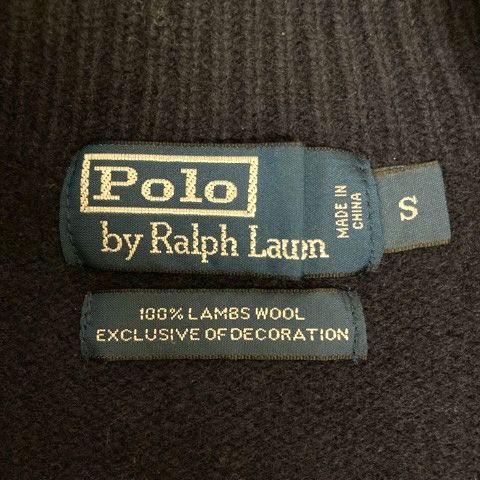 Polo
by Ralph Lauren
MADE IN
CHINA
S
100% LAMBS WOOL
EXCLUSIVE OF DECORATION